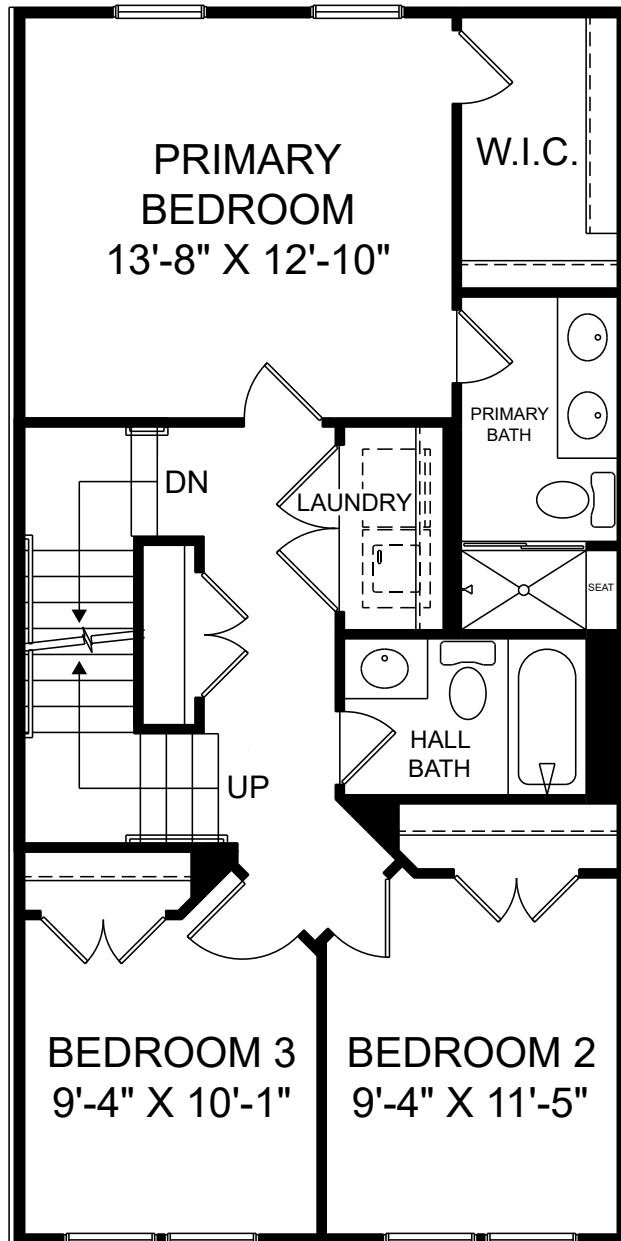 PRIMARY
BEDROOM
13'-8" X 12'-10"
W.I.C.
PRIMARY
BATH
DN
LAUNDRY
SEAT
HALL
BATH
UP
BEDROOM 3
9'-4" X 10'-1"
BEDROOM 2
9'-4" X 11'-5"